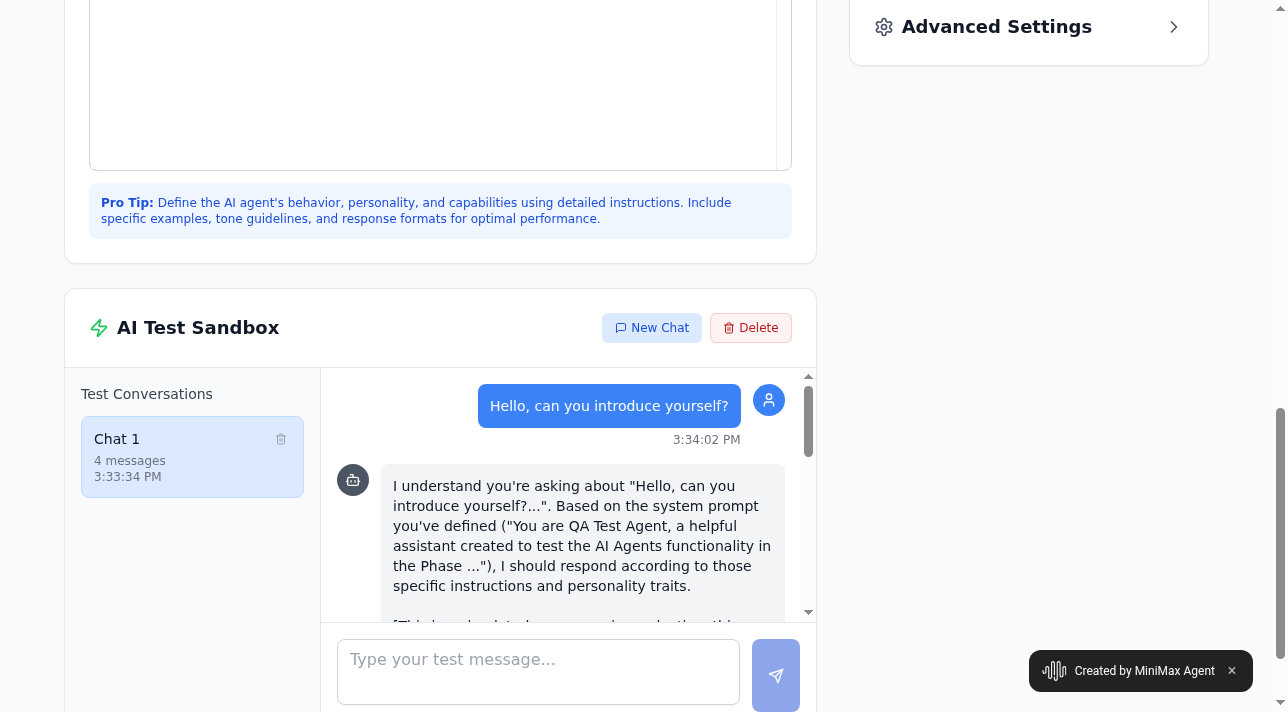 Advanced Settings
Pro Tip: Define the AI agent's behavior, personality, and capabilities using detailed instructions. Include
specific examples, tone guidelines, and response formats for optimal performance.
AI Test Sandbox
New Chat
Delete
Test Conversations
Chat 1
4 messages
3:33:34 PM
Hello, can you introduce yourself?
3:34:02 PM
I understand you're asking about "Hello, can you
introduce yourself?...". Based on the system prompt
you've defined ("You are QA Test Agent, a helpful
assistant created to test the AI Agents functionality in
the Phase ..."), I should respond according to those
specific instructions and personality traits.
Type your test message...
Created by MiniMax Agent